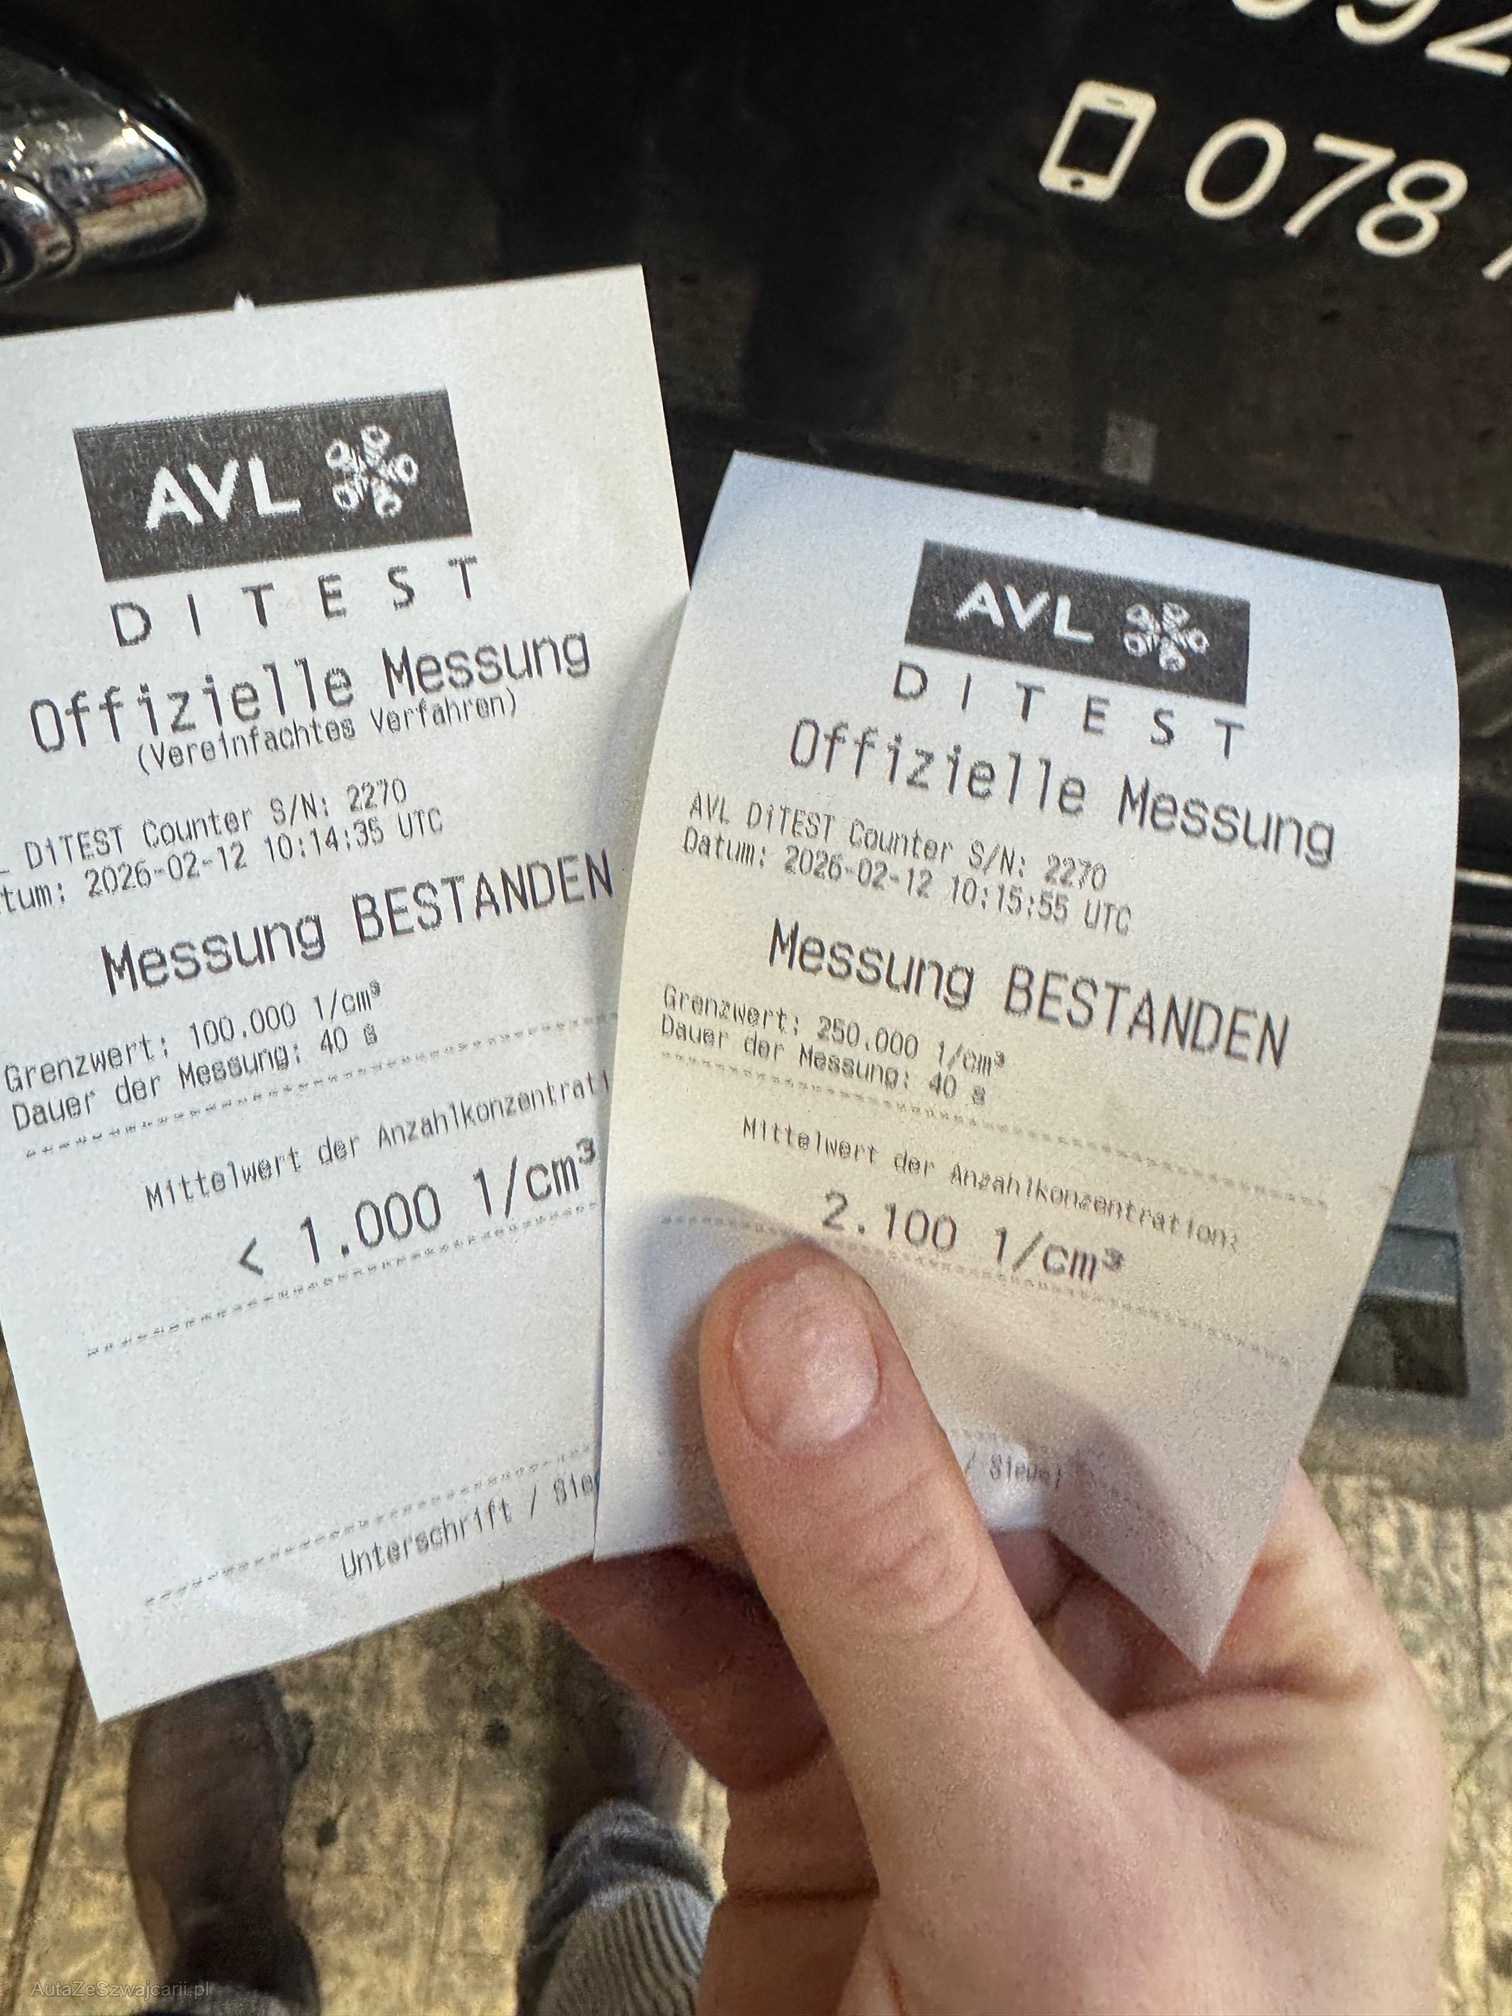 078
AVL
DITEST
Offizielle Messung
(Vereinfachtes Verfahren)
DiTEST Counter S/N: 2270
tum: 2026-02-12 10:14:35 UTC
Messung BESTANDEN
Grenzwert: 100.000 1/cm³
Dauer der Messung: 40 s
Mittelwert der Anzahlkonzentrati
< 1.000 1/cm³
Unterschrift / Sieg
AVL
DITEST
Offizielle Messung
AVL DiTEST Counter S/N: 2270
Datum: 2026-02-12 10:15:55 UTC
Messung BESTANDEN
Grenzwert: 250.000 1/cm³
Dauer der Messung: 40 s
Mittelwert der Anzahlkonzentration:
2.100 1/cm³
/ Siegel
AutaZeSzwajcarii.pl